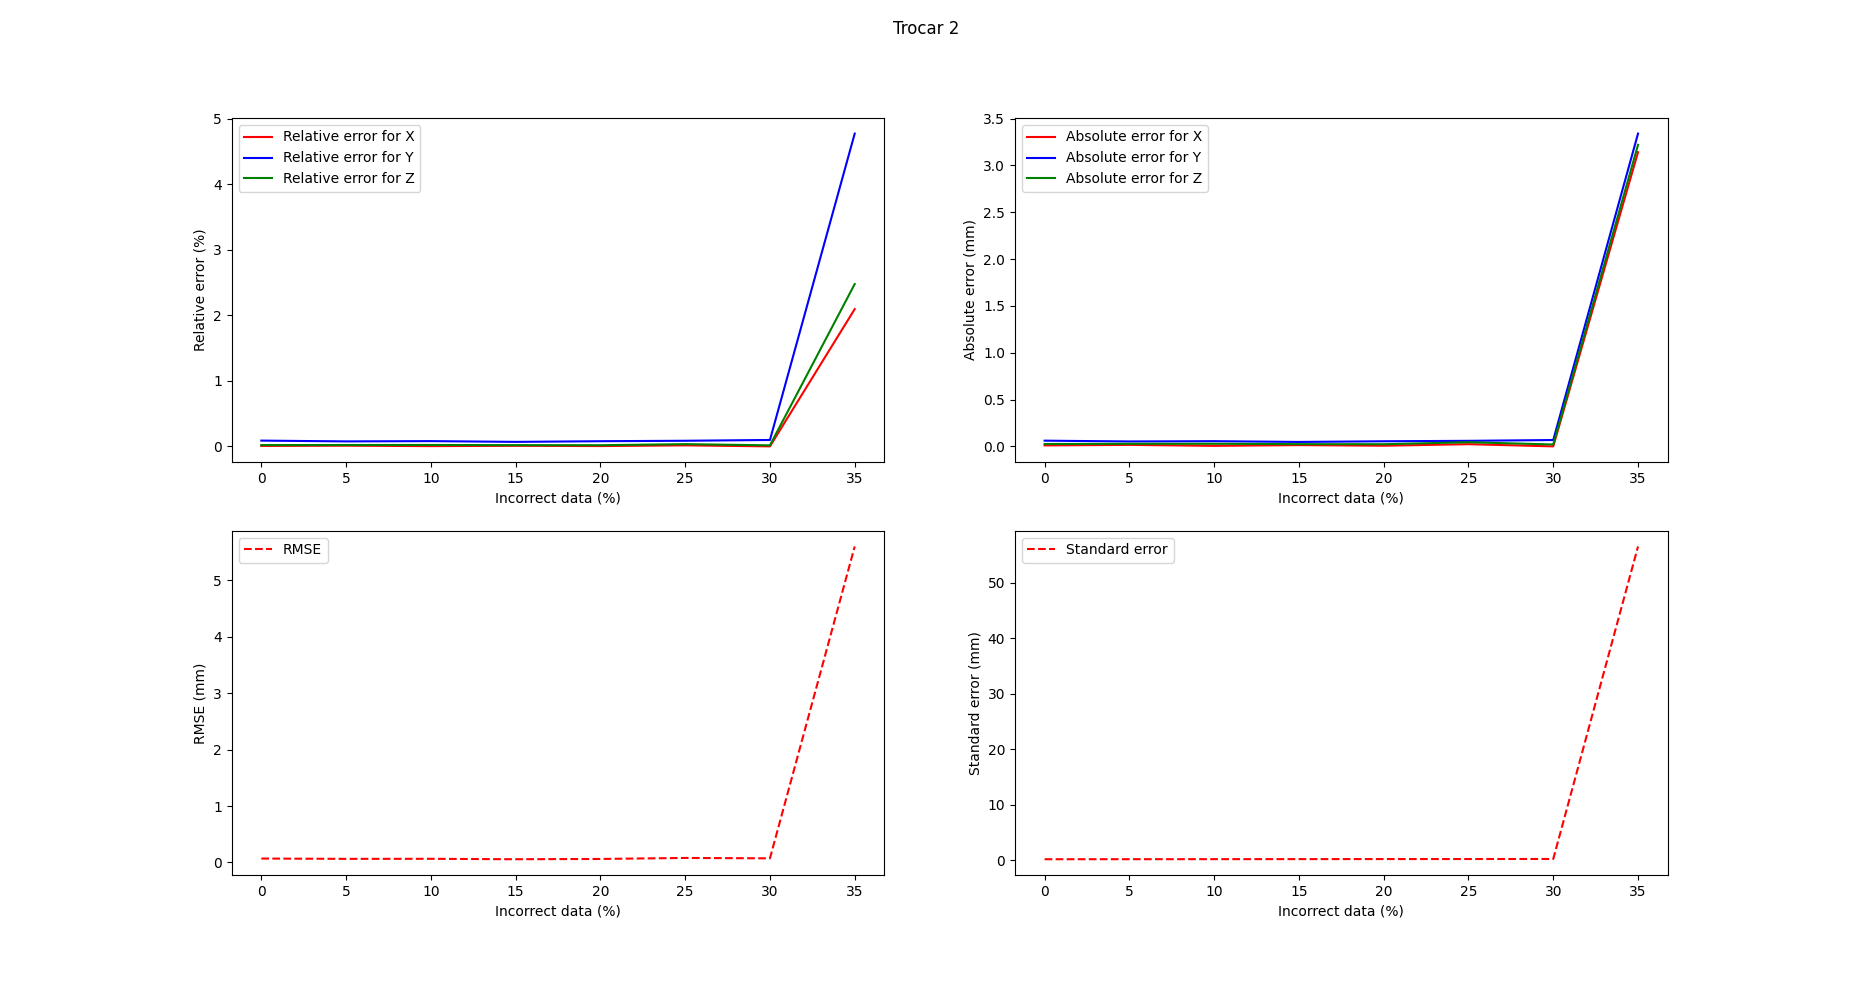 Trocar 2
Relative error (%)
5
4
3
2
1
0
Relative error for X
Relative error for Y
Relative error for Z
0 5 10 15 20 25 30 35
Incorrect data (%)
Absolute error (mm)
3.5
3.0
2.5
2.0
1.5
1.0
0.5
0.0
Absolute error for X
Absolute error for Y
Absolute error for Z
0 5 10 15 20 25 30 35
Incorrect data (%)
RMSE (mm)
5
4
3
2
1
0
RMSE
0 5 10 15 20 25 30 35
Incorrect data (%)
Standard error (mm)
50
40
30
20
10
0
Standard error
0 5 10 15 20 25 30 35
Incorrect data (%)